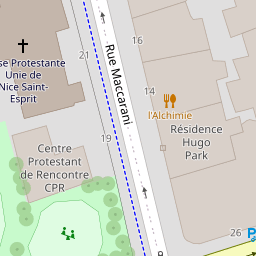 16
21
se Protestante
Unie de
Nice Saint-
Esprit
Rue Maccarani
14
l'Alchimie
Résidence
Hugo
Park
19
Centre
Protestant
de Rencontre
CPR
26
P